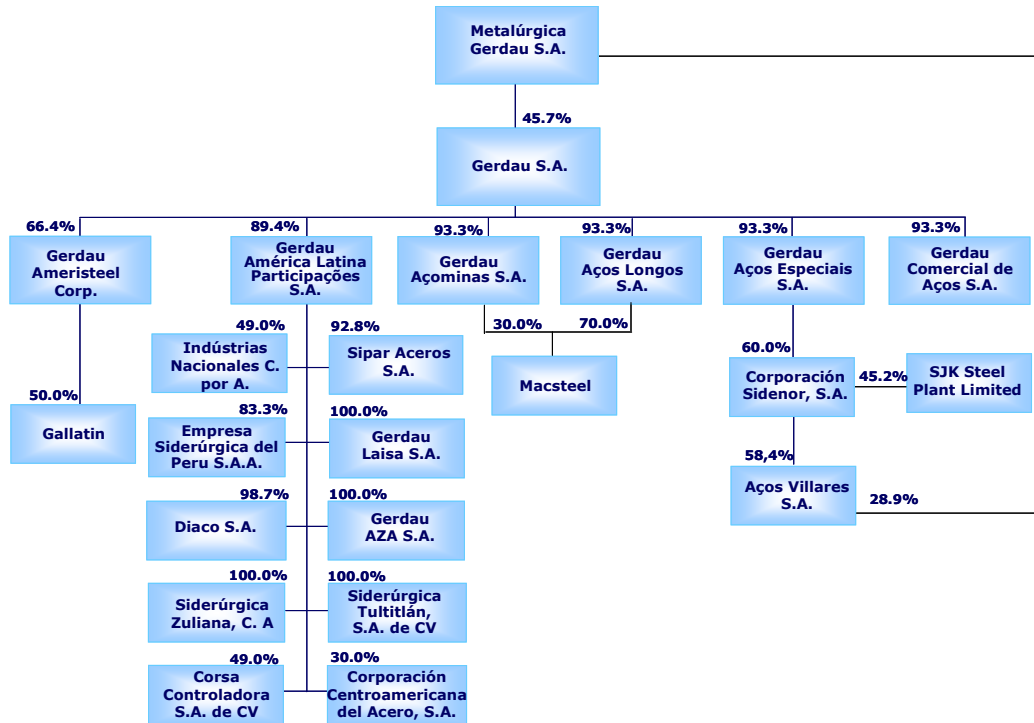 Metalúrgica
Gerdau S.A.
45.7%
Gerdau S.A.
66.4%
89.4%
93.3%
93.3%
93.3%
93.3%
Gerdau
Ameristeel
Corp.
Gerdau
América Latina
Participações
S.A.
Gerdau
Açominas S.A.
Gerdau
Aços Longos
S.A.
Gerdau
Aços Especiais
S.A.
Gerdau
Comercial de
Aços S.A.
49.0%
92.8%
30.0%
70.0%
60.0%
Indústrias
Nacionales C.
por A.
Sipar Aceros
S.A.
Macsteel
Corporación
Sidenor, S.A.
45.2%
SJK Steel
Plant Limited
50.0%
Gallatin
83.3%
100.0%
Empresa
Siderúrgica del
Peru S.A.A.
Gerdau
Laisa S.A.
58,4%
Aços Villares
S.A.
28.9%
98.7%
100.0%
Diaco S.A.
Gerdau
AZA S.A.
100.0%
100.0%
Siderúrgica
Zuliana, C. A
Siderúrgica
Tultitlán,
S.A. de CV
49.0%
30.0%
Corsa
Controladora
S.A. de CV
Corporación
Centroamericana
del Acero, S.A.